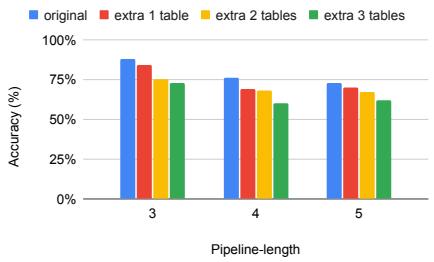 original extra 1 table extra 2 tables extra 3 tables
100%
75%
50%
25%
0%
Accuracy (%)
3 4 5
Pipeline-length